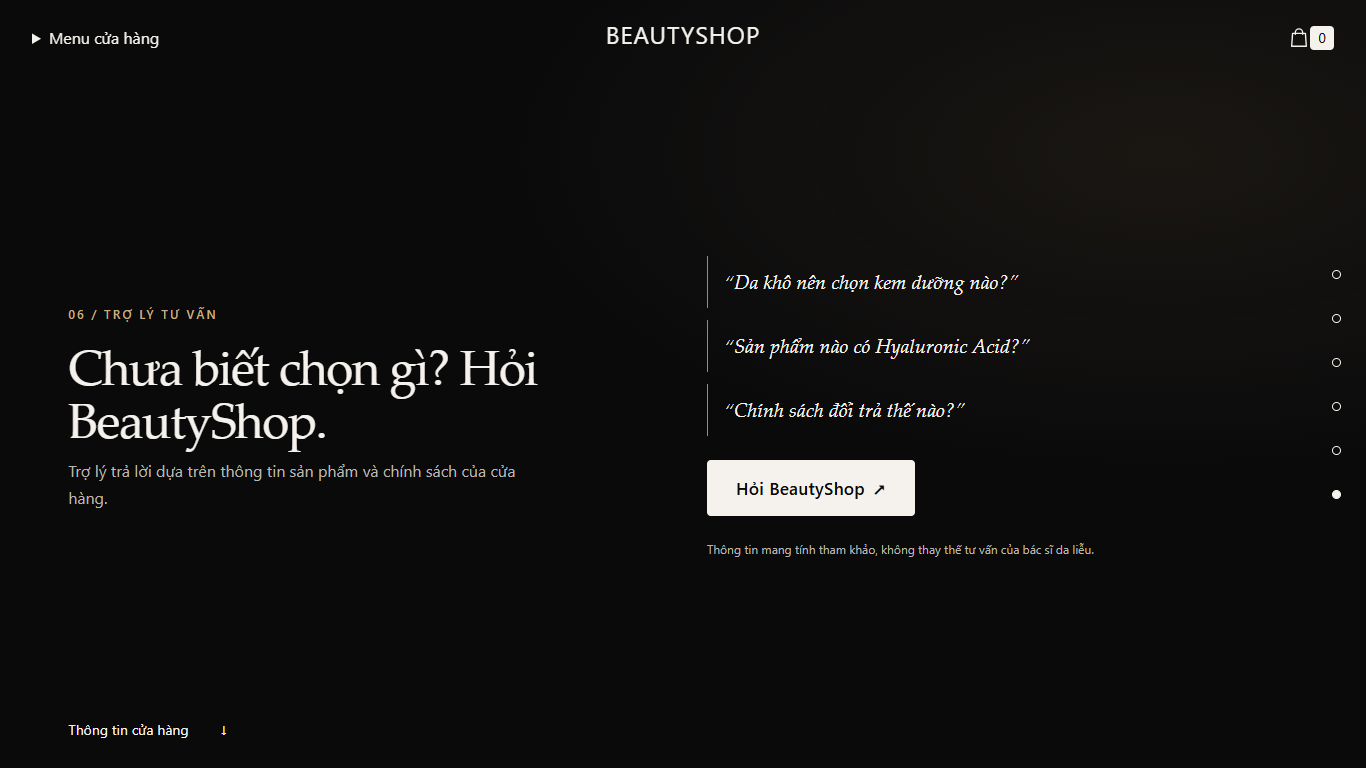 Menu cửa hàng
BEAUTYSHOP
0
06 / TRỢ LÝ TƯ VẤN
Chưa biết chọn gì? Hỏi
BeautyShop.
Trợ lý trả lời dựa trên thông tin sản phẩm và chính sách của cửa
hàng.
“Da khô nên chọn kem dưỡng nào?”
“Sản phẩm nào có Hyaluronic Acid?”
“Chính sách đổi trả thế nào?”
Hỏi BeautyShop ↗
Thông tin mang tính tham khảo, không thay thế tư vấn của bác sĩ da liễu.
Thông tin cửa hàng ↓